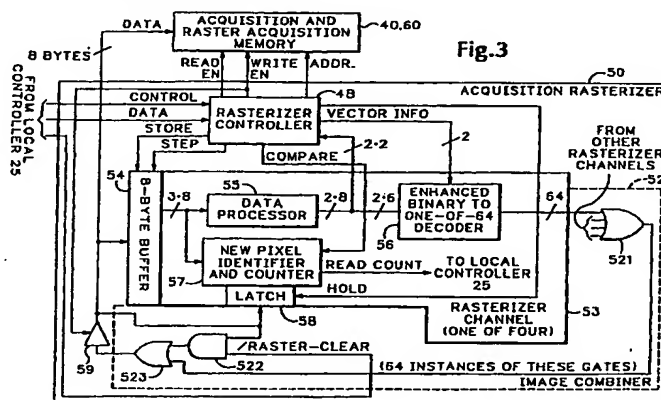 DATA
ACQUISITION AND
RASTER ACQUISITION
MEMORY
40,60
Fig.3
8 BYTES
READ
EN
WRITE
EN
ADDR.
50
ACQUISITION RASTERIZER
FROM LOCAL
CONTROLLER 25
CONTROL
DATA
STORE
STEP
RASTERIZER
CONTROLLER
48
VECTOR INFO
COMPARE
2·2
2
FROM
OTHER
RASTERIZER
CHANNELS
52
54
8-BYTE BUFFER
3·8
55
DATA
PROCESSOR
2·8
2·6
ENHANCED
BINARY TO
ONE-OF-64
DECODER
56
64
521
57
NEW PIXEL
IDENTIFIER
AND COUNTER
READ COUNT
TO LOCAL
CONTROLLER
25
HOLD
LATCH
58
RASTERIZER
CHANNEL
(ONE OF FOUR)
53
59
523
522
/RASTER-CLEAR
(64 INSTANCES OF THESE GATES)
IMAGE COMBINER